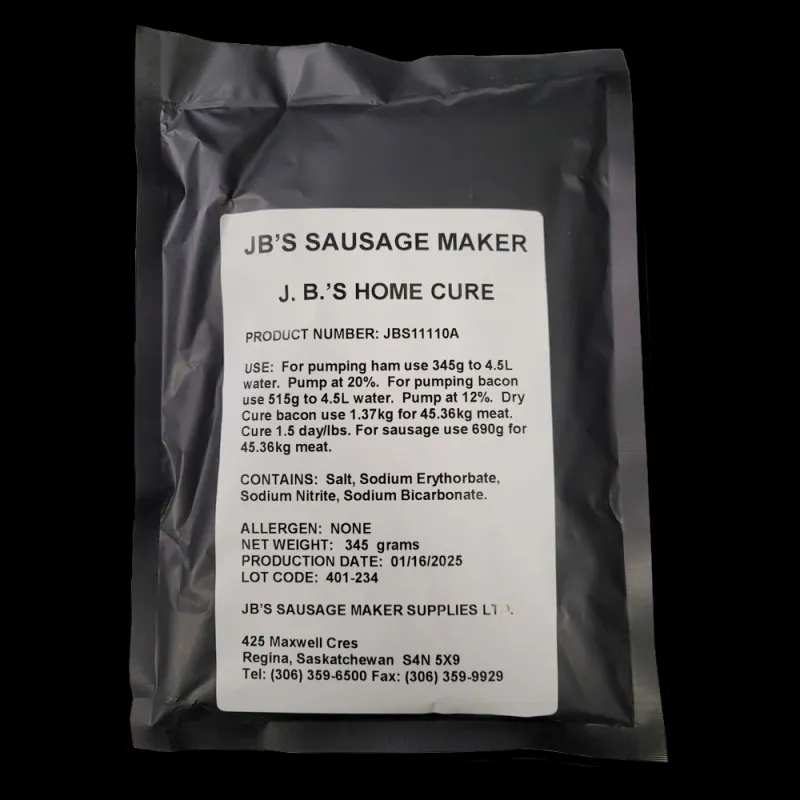 JB'S SAUSAGE MAKER
J. B.'S HOME CURE
PRODUCT NUMBER: JBS11110A
USE: For pumping ham use 345g to 4.5L
water. Pump at 20%. For pumping bacon
use 515g to 4.5L water. Pump at 12%. Dry
Cure bacon use 1.37kg for 45.36kg meat.
Cure 1.5 day/lbs. For sausage use 690g for
45.36kg meat.
CONTAINS: Salt, Sodium Erythorbate,
Sodium Nitrite, Sodium Bicarbonate.
ALLERGEN: NONE
NET WEIGHT: 345 grams
PRODUCTION DATE: 01/16/2025
LOT CODE: 401-234
JB'S SAUSAGE MAKER SUPPLIES LTD.
425 Maxwell Cres
Regina, Saskatchewan S4N 5X9
Tel: (306) 359-6500 Fax: (306) 359-9929